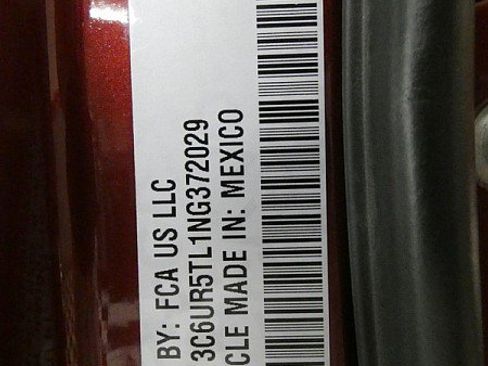 BY: FCA US LLC
3C6UR5TL1NG372029
CLE MADE IN: MEXICO